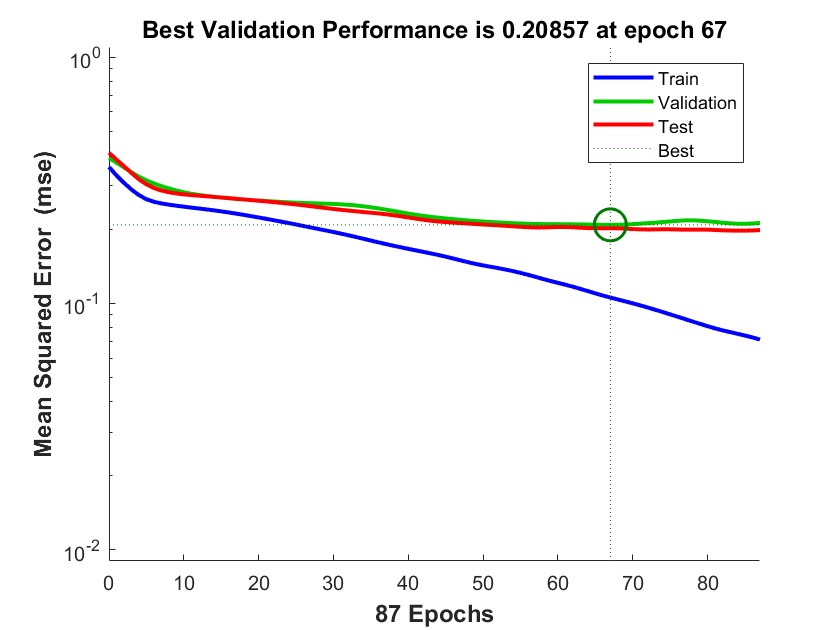 Best Validation Performance is 0.20857 at epoch 67
10^0
Train
Validation
Test
Best
Mean Squared Error (mse)
10^-1
10^-2
0 10 20 30 40 50 60 70 80
87 Epochs